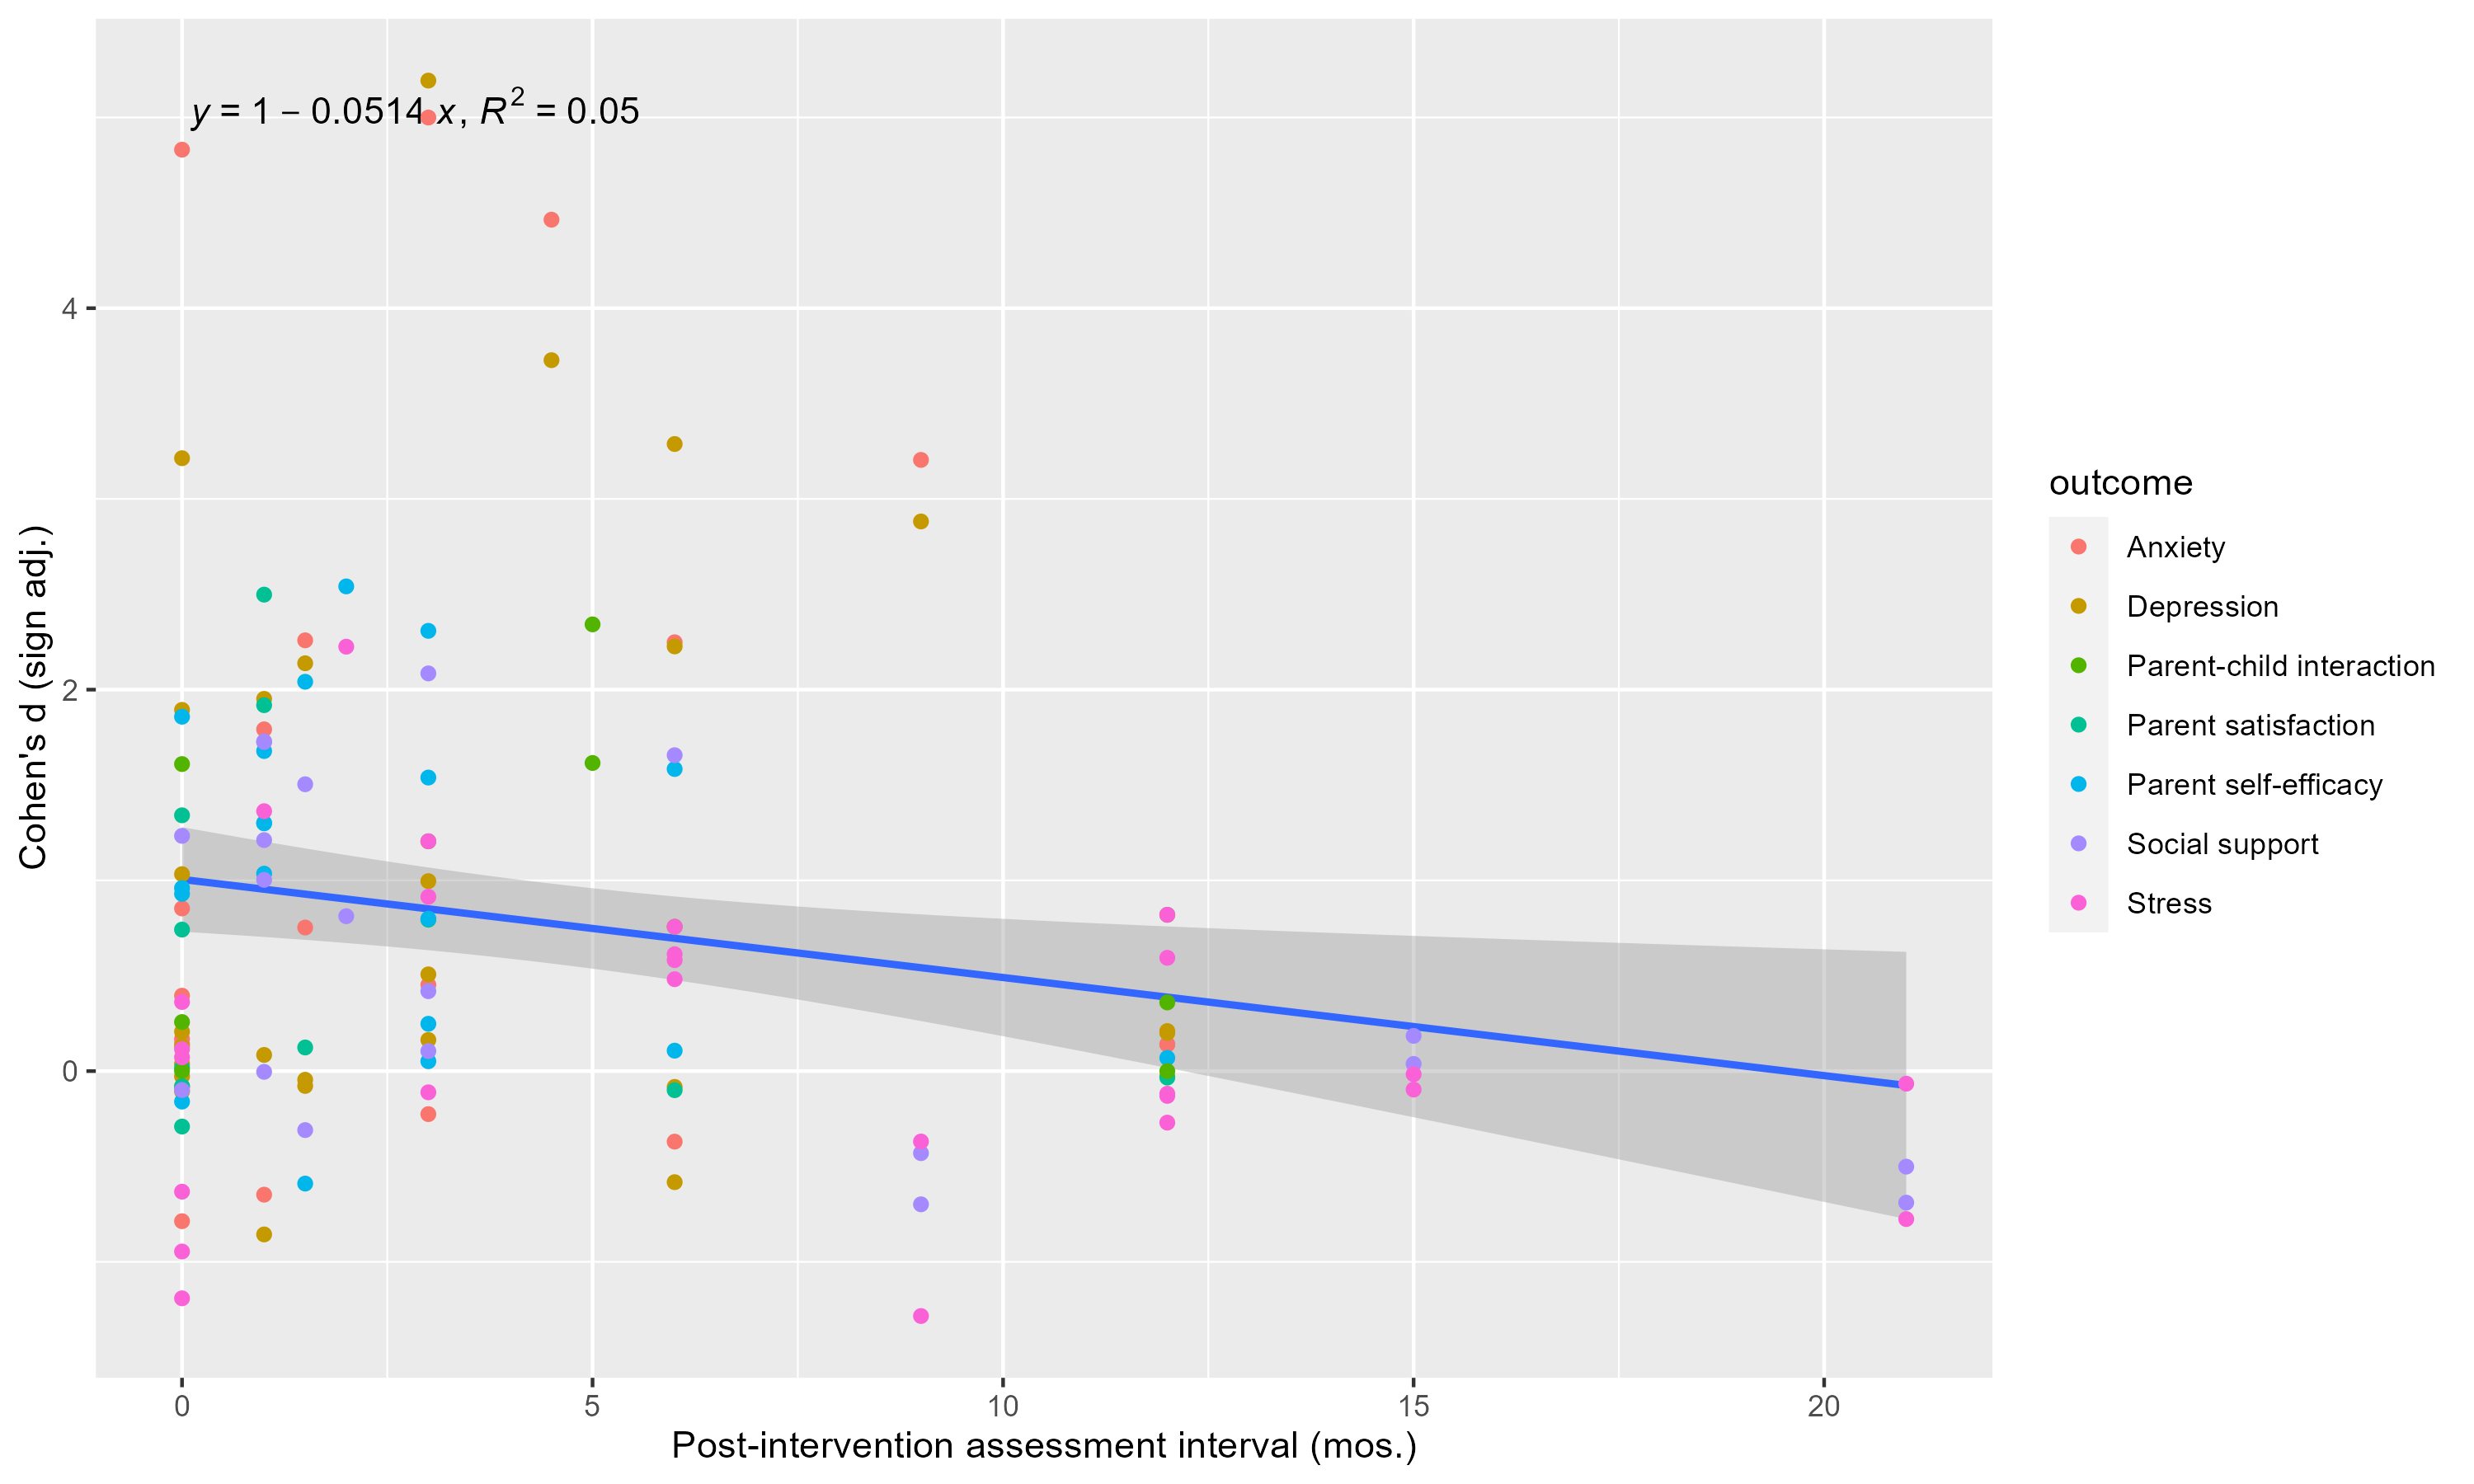 y = 1 − 0.0514 x, R² = 0.05
4
2
0
Cohen's d (sign adj.)
0 5 10 15 20
Post-intervention assessment interval (mos.)
outcome
Anxiety
Depression
Parent-child interaction
Parent satisfaction
Parent self-efficacy
Social support
Stress